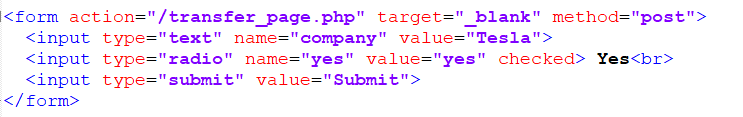 <form action="/transfer_page.php" target="_blank" method="post">
  <input type="text" name="company" value="Tesla">
  <input type="radio" name="yes" value="yes" checked> Yes<br>
  <input type="submit" value="Submit">
</form>